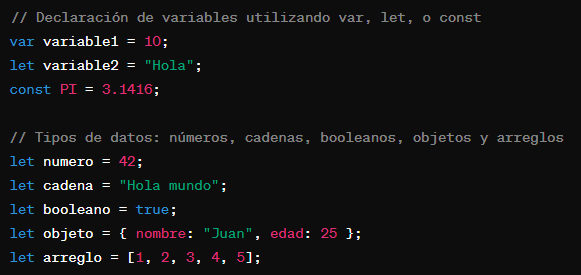 // Declaración de variables utilizando var, let, o const
var variable1 = 10;
let variable2 = "Hola";
const PI = 3.1416;
// Tipos de datos: números, cadenas, booleanos, objetos y arreglos
let numero = 42;
let cadena = "Hola mundo";
let booleano = true;
let objeto = { nombre: "Juan", edad: 25 };
let arreglo = [1, 2, 3, 4, 5];